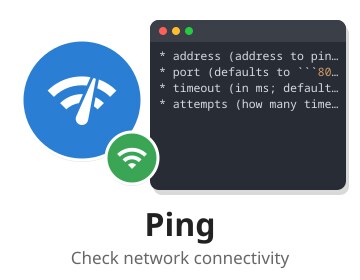 * address (address to pin…
* port (defaults to ```80…
* timeout (in ms; default…
* attempts (how many time…
Ping
Check network connectivity